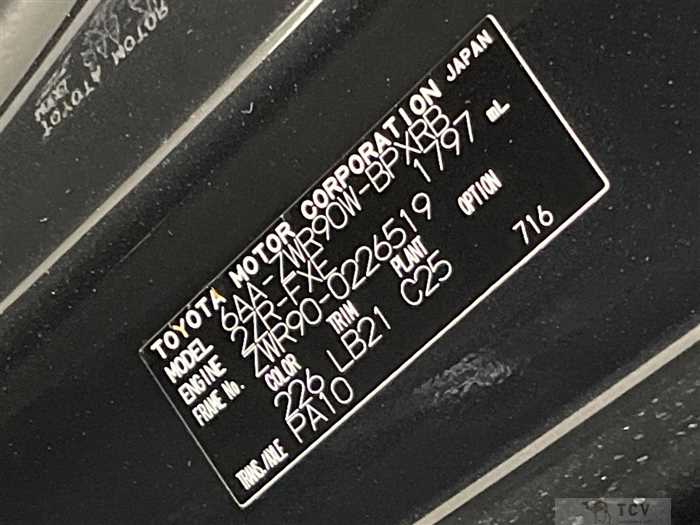 TOYOTA MOTOR CORPORATION JAPAN
MODEL 6AA-ZWR90W-BPXRB
ENGINE 2ZR-FXE 1797 mL
FRAME No. ZWR90-0226519
COLOR TRIM PLANT OPTION
226 LB21 C25 716
TRANS./AXLE PA10
TCV